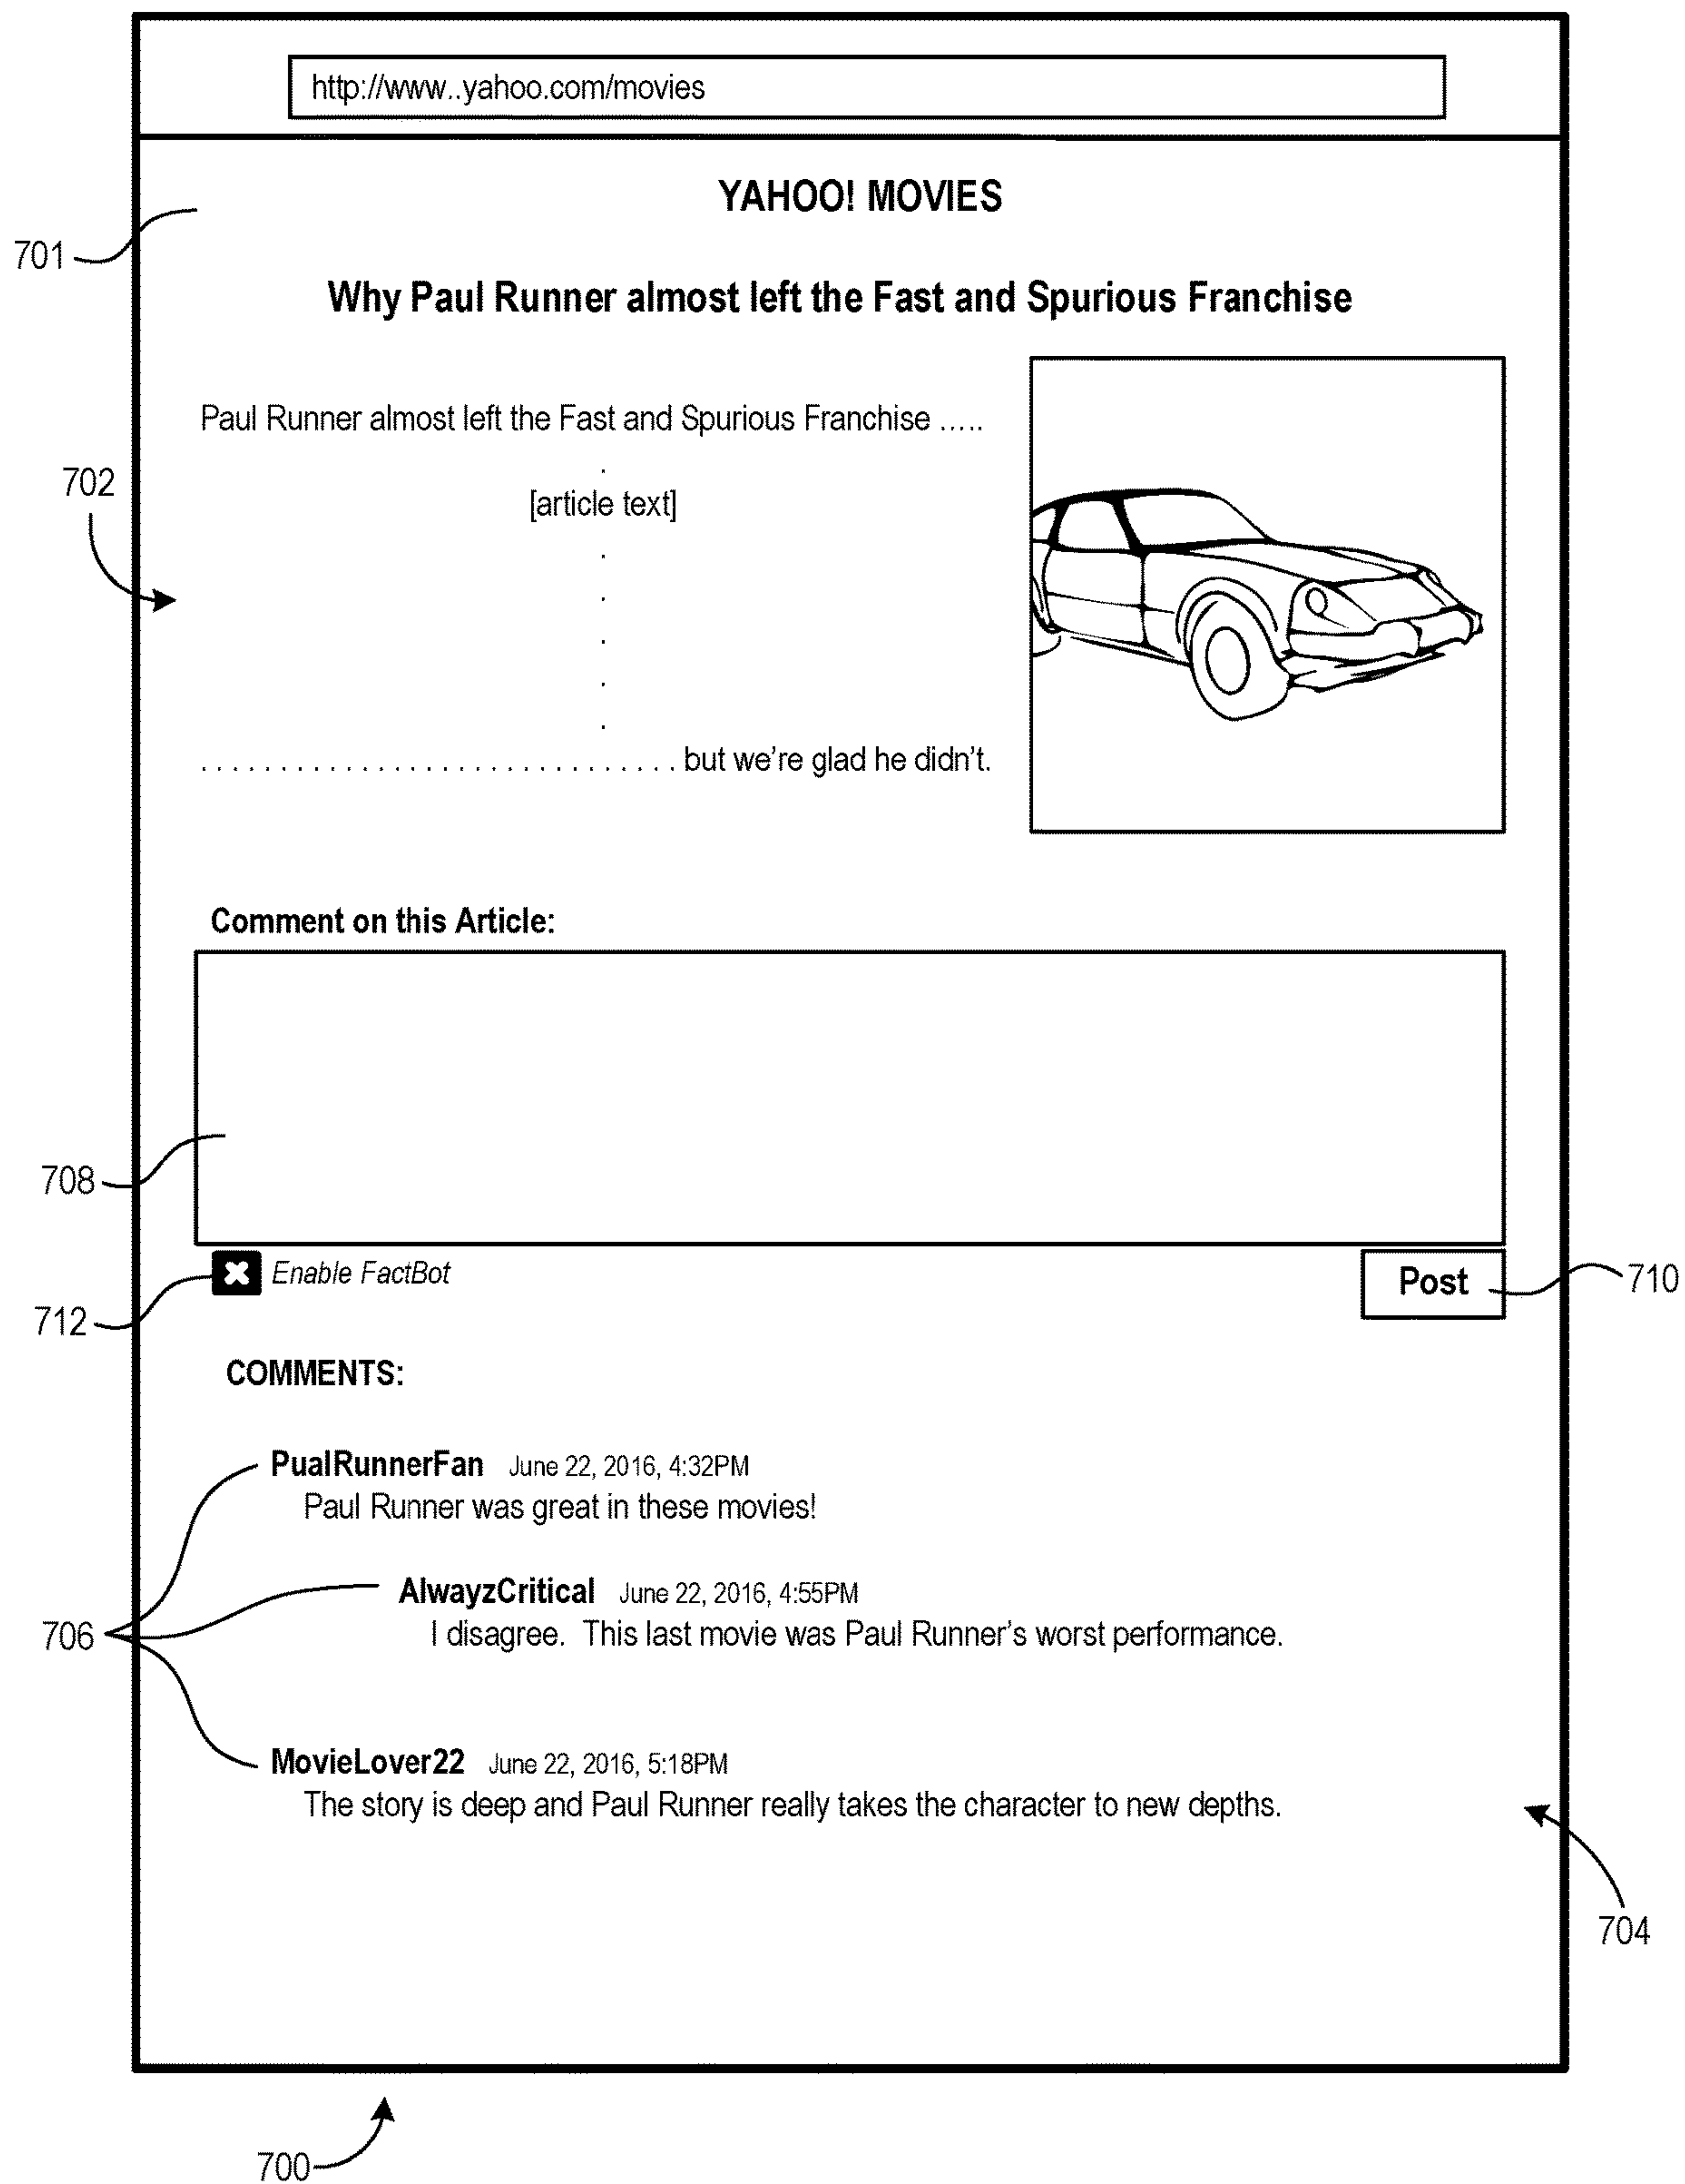 http://www..yahoo.com/movies
YAHOO! MOVIES
701
Why Paul Runner almost left the Fast and Spurious Franchise
Paul Runner almost left the Fast and Spurious Franchise .....
.
702
[article text]
.
.
.
.
.
. . . . . . . . . . . . . . . . . . . . . . . . . . . . . . but we're glad he didn't.
Comment on this Article:
708
Enable FactBot
Post
710
712
COMMENTS:
PualRunnerFan June 22, 2016, 4:32PM
Paul Runner was great in these movies!
AlwayzCritical June 22, 2016, 4:55PM
706
I disagree. This last movie was Paul Runner's worst performance.
MovieLover22 June 22, 2016, 5:18PM
The story is deep and Paul Runner really takes the character to new depths.
704
700